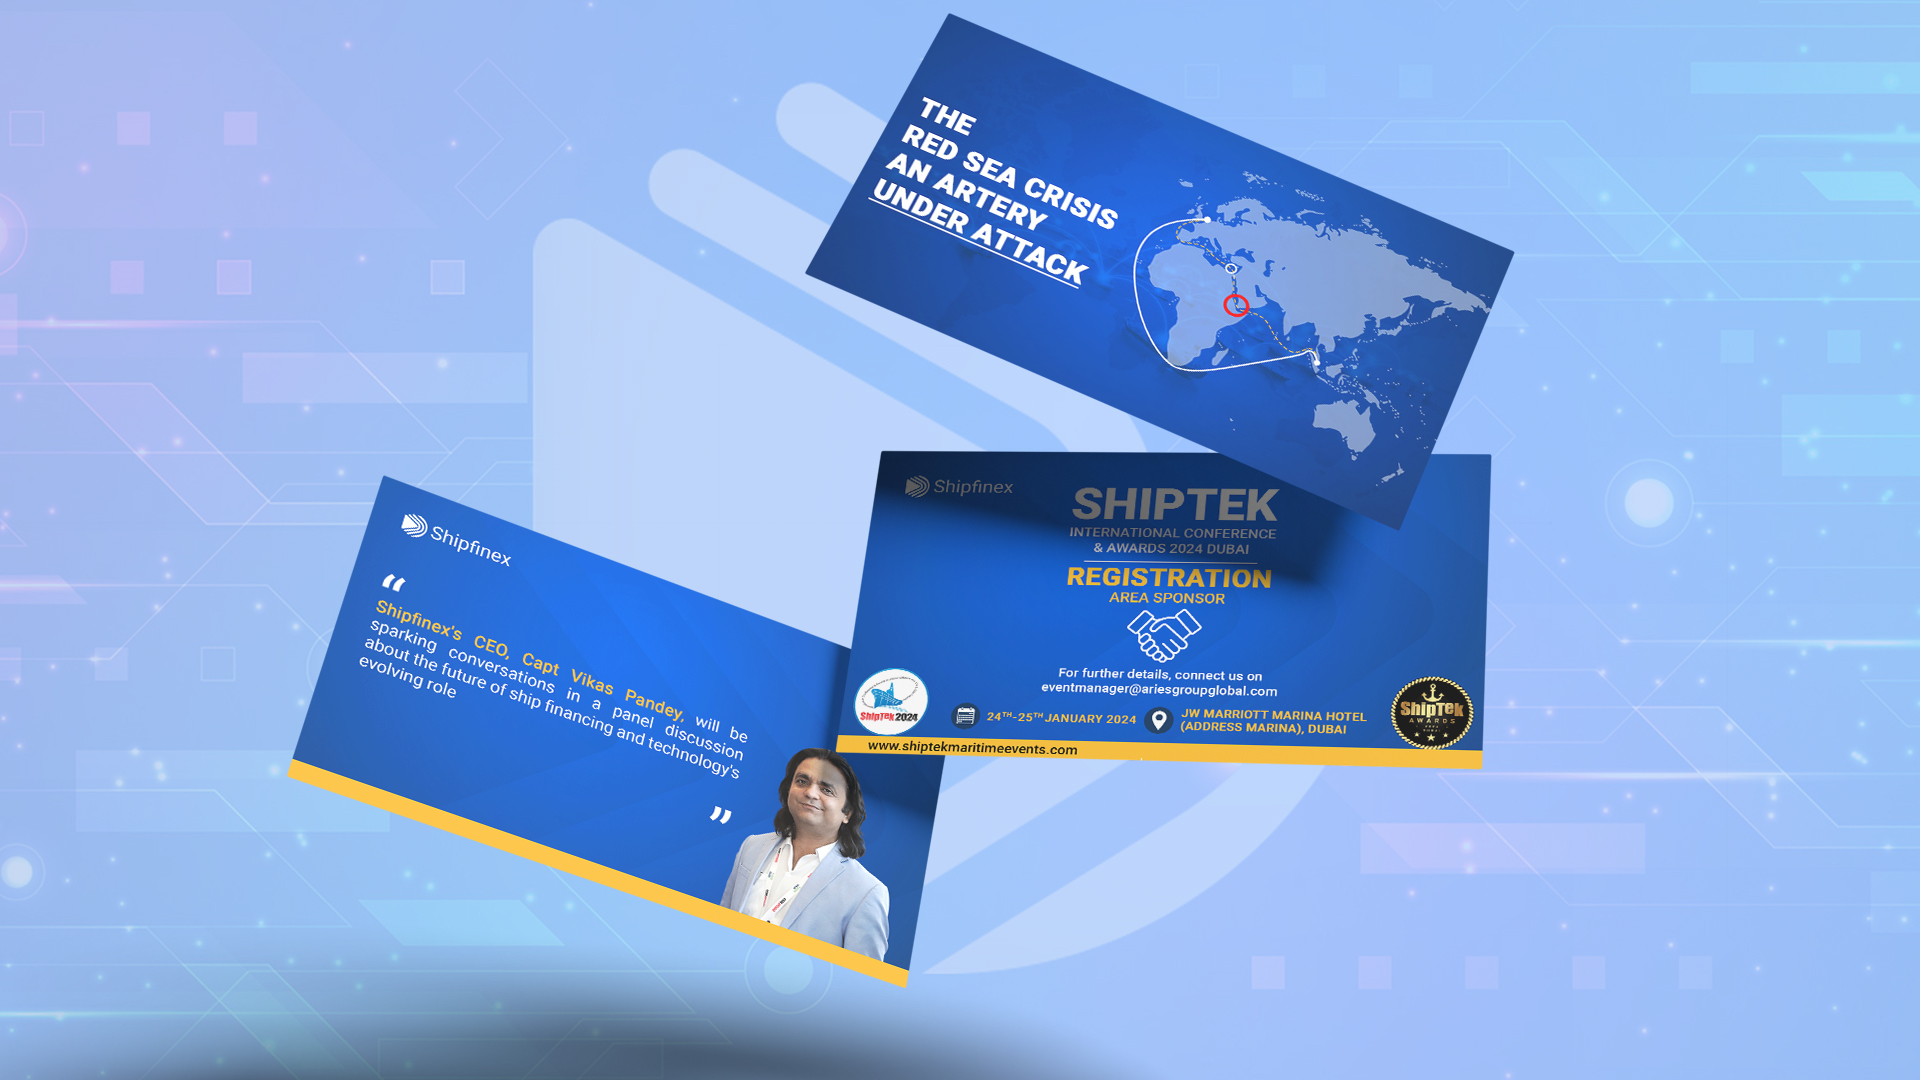 THE
RED SEA CRISIS
AN ARTERY
UNDER ATTACK
Shipfinex
SHIPTEK
INTERNATIONAL CONFERENCE
& AWARDS 2024 DUBAI
REGISTRATION
AREA SPONSOR
For further details, connect us on
eventmanager@ariesgroupglobal.com
ShipTek 2024
24TH-25TH JANUARY 2024
JW MARRIOTT MARINA HOTEL
(ADDRESS MARINA), DUBAI
ShipTek
AWARDS
www.shiptekmaritimeevents.com
Shipfinex
“
Shipfinex's CEO, Capt Vikas Pandey, will be
sparking conversations in a panel discussion
about the future of ship financing and technology's
evolving role
”